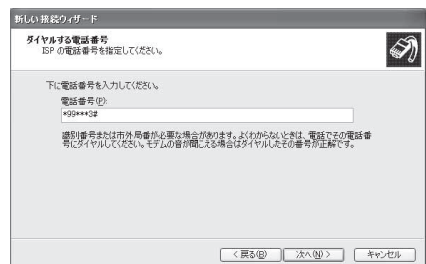 新しい接続ウィザード
ダイヤルする電話番号
ISP の電話番号を指定してください。
下に電話番号を入力してください。
電話番号(P):
*99***3#
識別番号または市外局番が必要な場合があります。よくわからないときは、電話でその電話番
号にダイヤルしてください。モデムの音が聞こえる場合はダイヤルしたその番号が正解です。
< 戻る(B) 次へ(N) > キャンセル